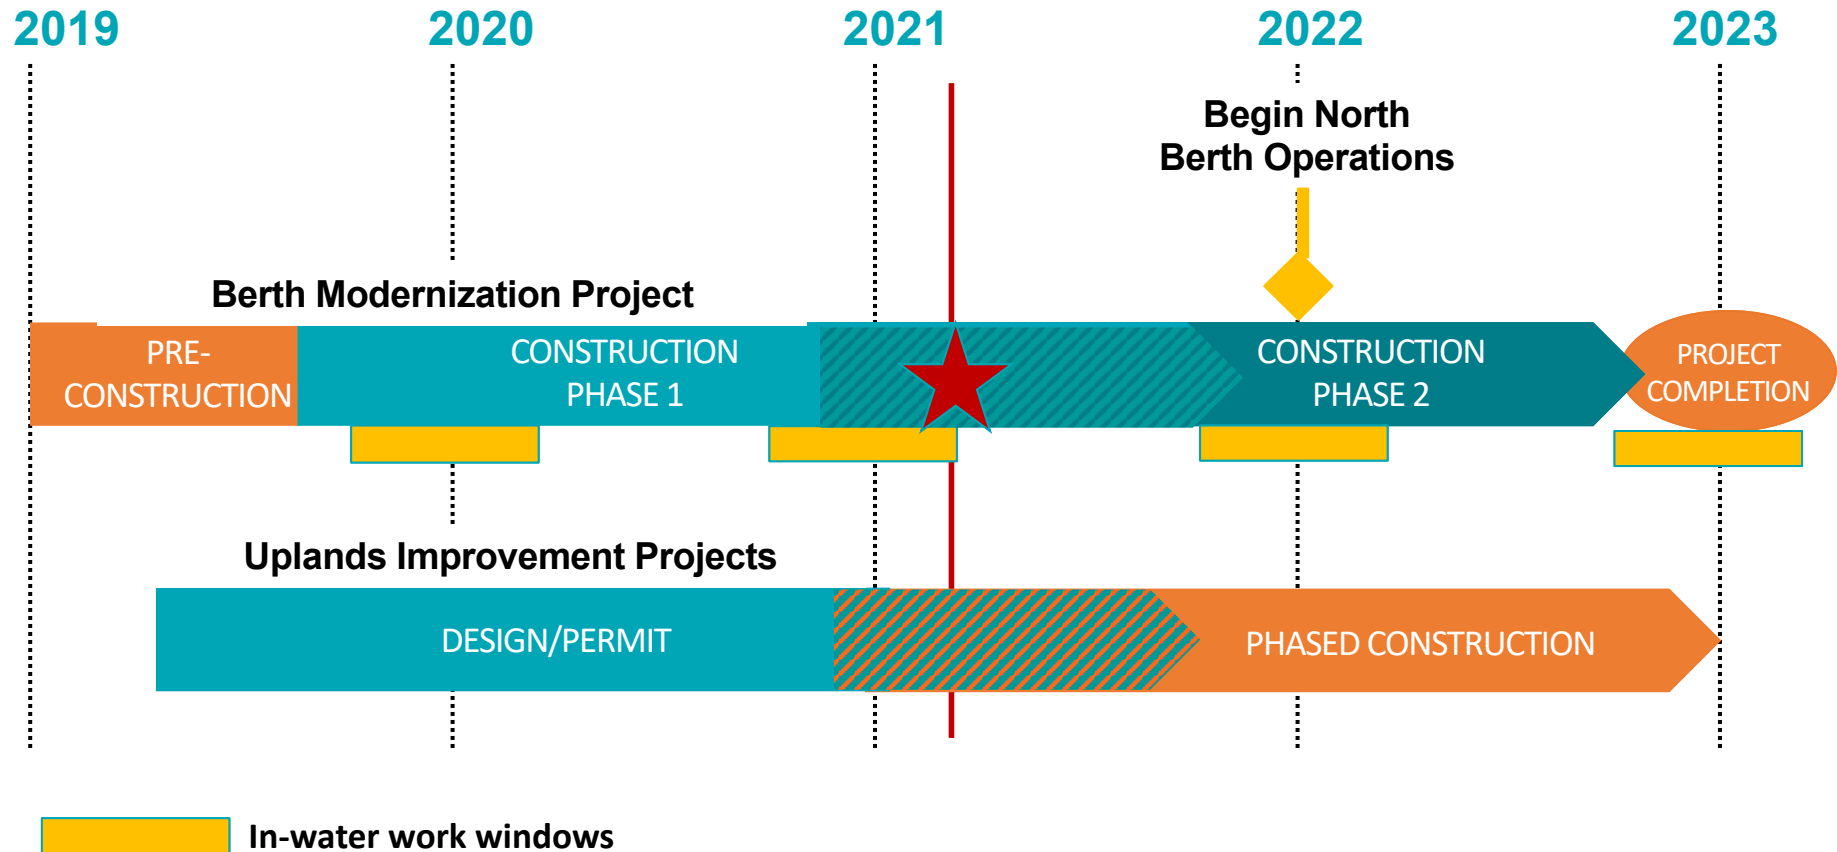 2019 2020 2021 2022 2023
Begin North
Berth Operations
Berth Modernization Project
PRE-
CONSTRUCTION
CONSTRUCTION
PHASE 1
CONSTRUCTION
PHASE 2
PROJECT
COMPLETION
Uplands Improvement Projects
DESIGN/PERMIT
PHASED CONSTRUCTION
In-water work windows